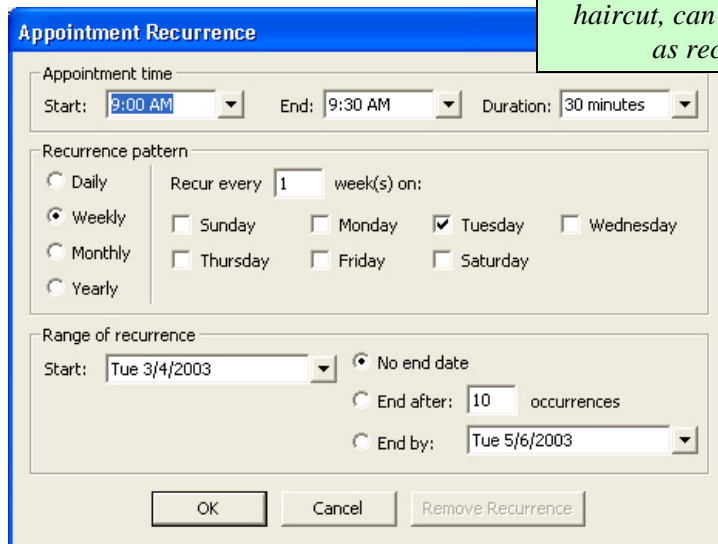 haircut, can
as rec
Appointment Recurrence
Appointment time
Start: 9:00 AM End: 9:30 AM Duration: 30 minutes
Recurrence pattern
Daily Recur every 1 week(s) on:
Weekly Sunday Monday Tuesday Wednesday
Monthly Thursday Friday Saturday
Yearly
Range of recurrence
Start: Tue 3/4/2003 No end date
End after: 10 occurrences
End by: Tue 5/6/2003
OK Cancel Remove Recurrence